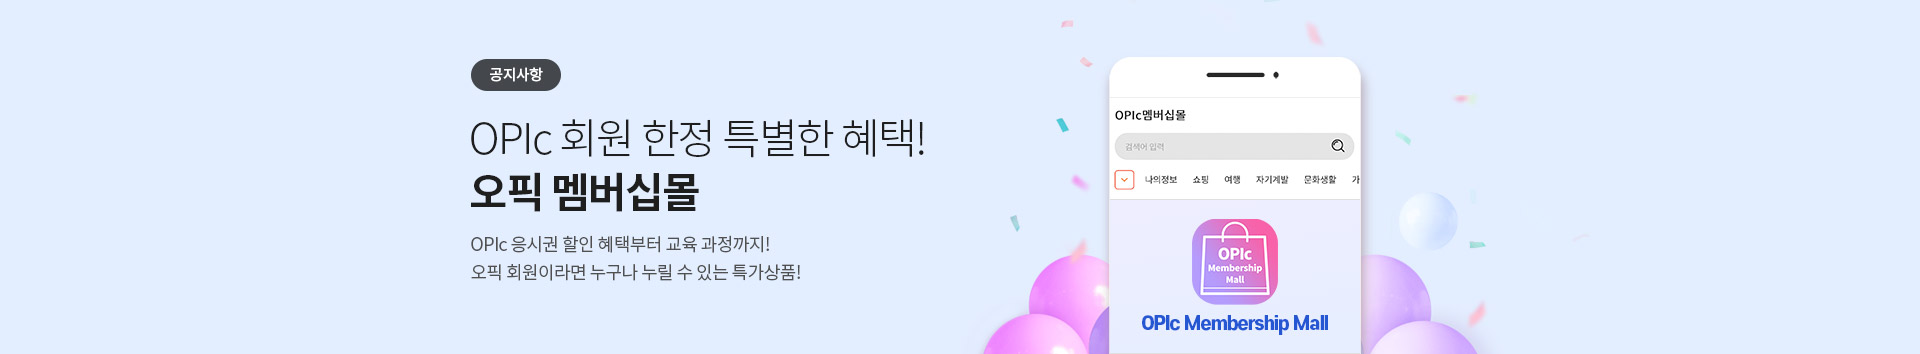 공지사항
OPIc 회원 한정 특별한 혜택!
오픽 멤버십몰
OPIc 응시권 할인 혜택부터 교육 과정까지!
오픽 회원이라면 누구나 누릴 수 있는 특가상품!
OPIc멤버십몰
검색어 입력
나의정보 쇼핑 여행 자기계발 문화생활 가
OPIc
Membership
Mall
OPIc Membership Mall